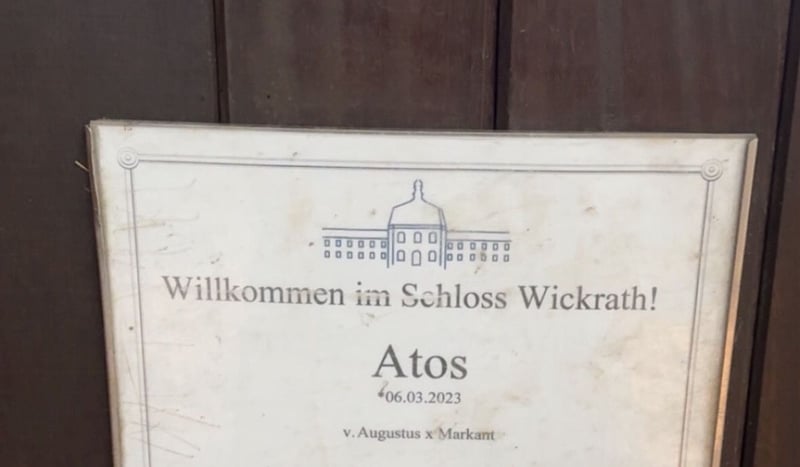 Willkommen im Schloss Wickrath!
Atos
*06.03.2023
v. Augustus x Markant